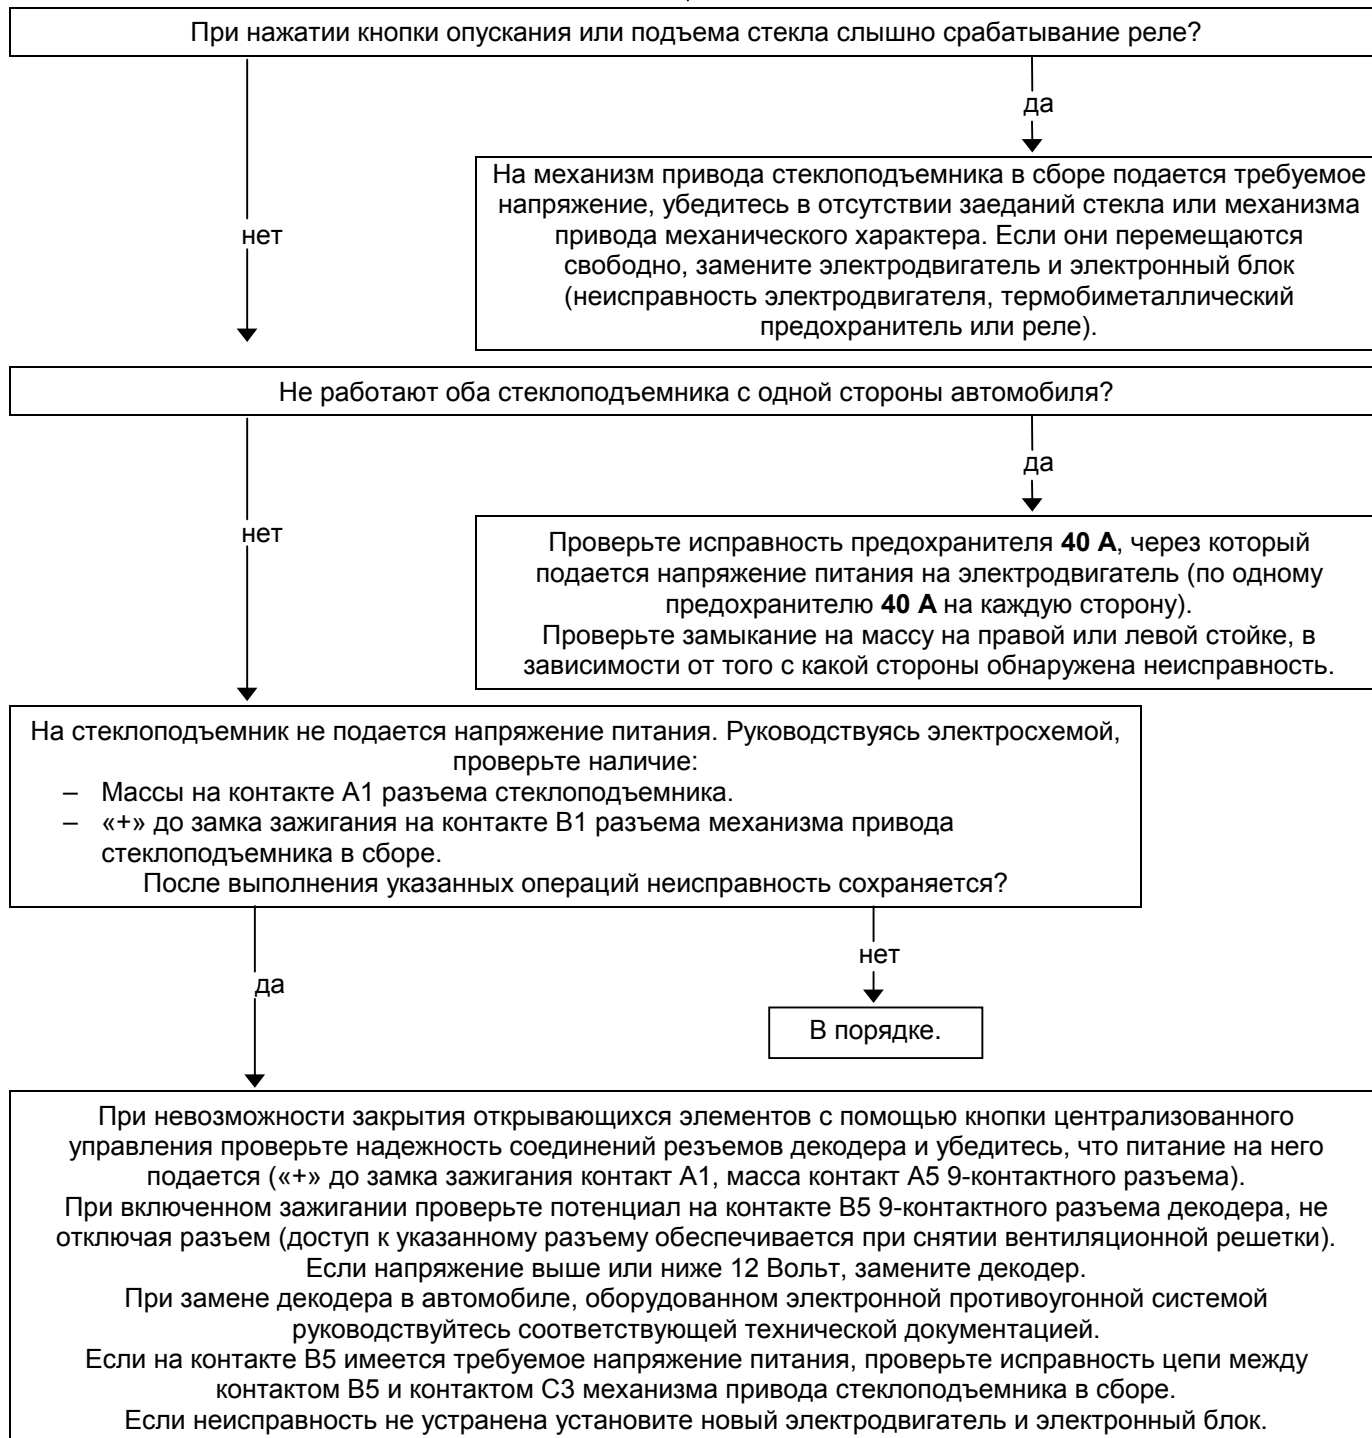 При нажатии кнопки опускания или подъема стекла слышно срабатывание реле?
да
На механизм привода стеклоподъемника в сборе подается требуемое
напряжение, убедитесь в отсутствии заеданий стекла или механизма
привода механического характера. Если они перемещаются
свободно, замените электродвигатель и электронный блок
(неисправность электродвигателя, термобиметаллический
предохранитель или реле).
нет
Не работают оба стеклоподъемника с одной стороны автомобиля?
да
нет
Проверьте исправность предохранителя 40 А, через который
подается напряжение питания на электродвигатель (по одному
предохранителю 40 А на каждую сторону).
Проверьте замыкание на массу на правой или левой стойке, в
зависимости от того с какой стороны обнаружена неисправность.
На стеклоподъемник не подается напряжение питания. Руководствуясь электросхемой,
проверьте наличие:
– Массы на контакте А1 разъема стеклоподъемника.
– «+» до замка зажигания на контакте В1 разъема механизма привода
стеклоподъемника в сборе.
После выполнения указанных операций неисправность сохраняется?
нет
да
В порядке.
При невозможности закрытия открывающихся элементов с помощью кнопки централизованного
управления проверьте надежность соединений резъемов декодера и убедитесь, что питание на него
подается («+» до замка зажигания контакт А1, масса контакт А5 9-контактного разъема).
При включенном зажигании проверьте потенциал на контакте В5 9-контактного разъема декодера, не
отключая разъем (доступ к указанному разъему обеспечивается при снятии вентиляционной решетки).
Если напряжение выше или ниже 12 Вольт, замените декодер.
При замене декодера в автомобиле, оборудованном электронной противоугонной системой
руководствуйтесь соответствующей технической документацией.
Если на контакте В5 имеется требуемое напряжение питания, проверьте исправность цепи между
контактом В5 и контактом С3 механизма привода стеклоподъемника в сборе.
Если неисправность не устранена установите новый электродвигатель и электронный блок.